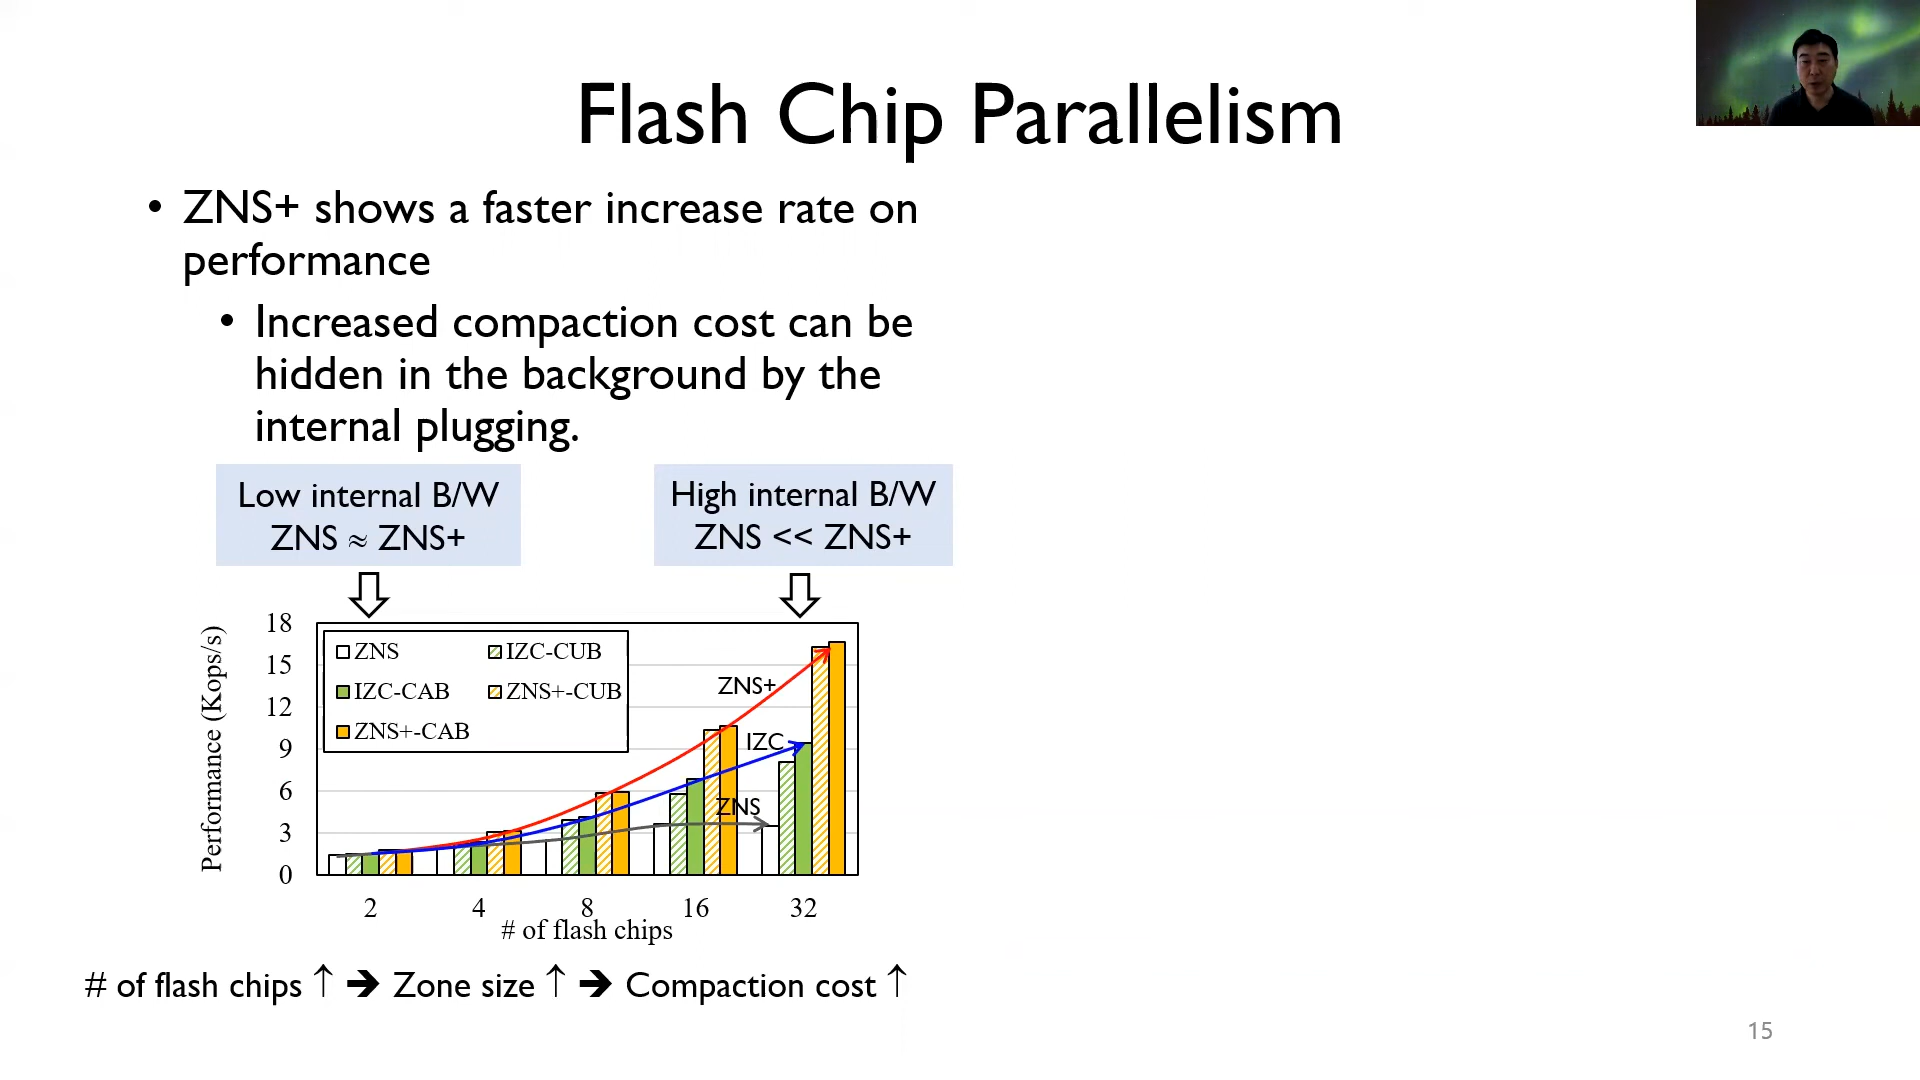 Flash Chip Parallelism
• ZNS+ shows a faster increase rate on
performance
• Increased compaction cost can be
hidden in the background by the
internal plugging.
Low internal B/W
ZNS ≈ ZNS+
High internal B/W
ZNS << ZNS+
Performance (Kops/s)
18
15
12
9
6
3
0
ZNS
IZC-CUB
IZC-CAB
ZNS+-CUB
ZNS+-CAB
ZNS+
IZC
ZNS
2 4 8 16 32
# of flash chips
# of flash chips ↑ ➔ Zone size ↑ ➔ Compaction cost ↑
15